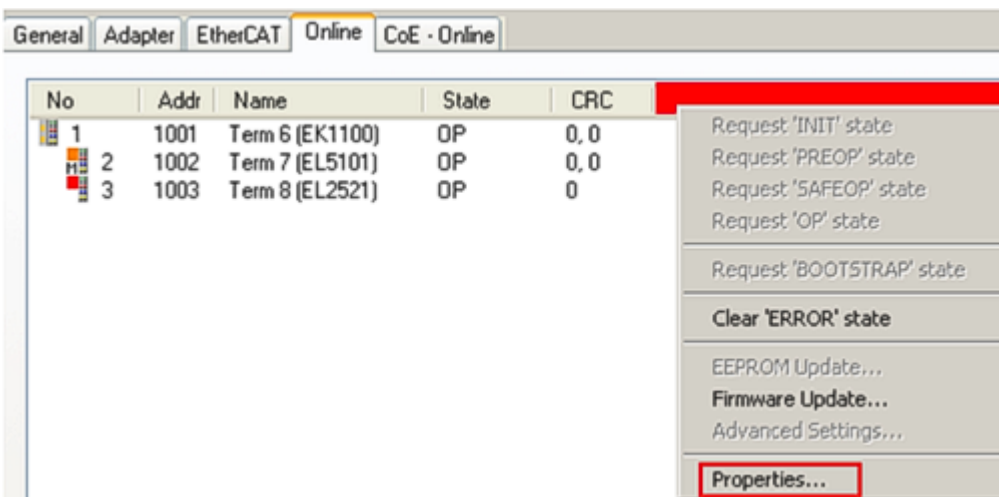 General Adapter EtherCAT Online CoE - Online
No Addr Name State CRC
1 1001 Term 6 (EK1100) OP 0, 0
M 2 1002 Term 7 (EL5101) OP 0, 0
3 1003 Term 8 (EL2521) OP 0
Request 'INIT' state
Request 'PREOP' state
Request 'SAFEOP' state
Request 'OP' state
Request 'BOOTSTRAP' state
Clear 'ERROR' state
EEPROM Update...
Firmware Update...
Advanced Settings...
Properties...